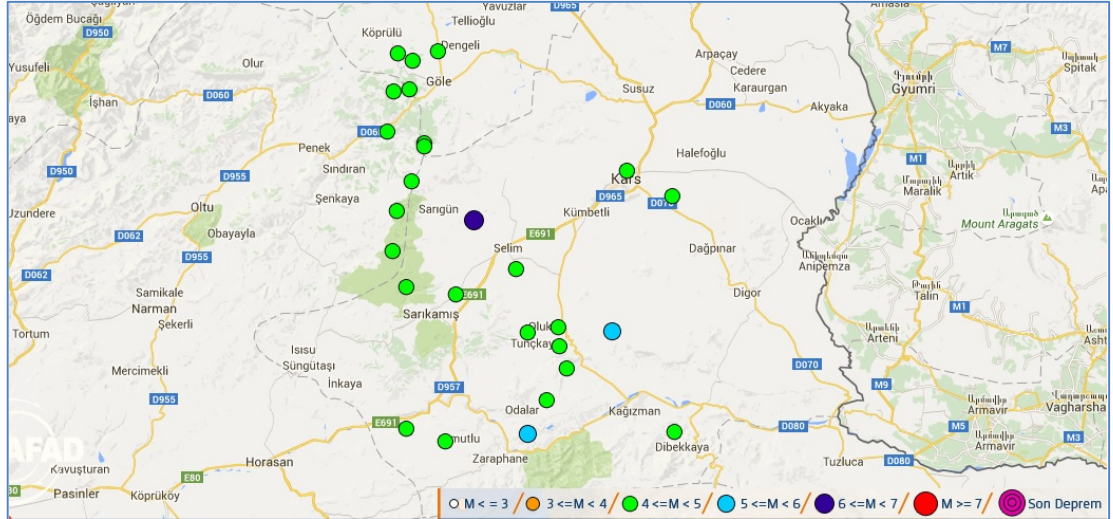 Öğdem Bucağı
D950
Köprülü
Tellioğlu
Yavuzlar
D965
Dengeli
Arpaçay
M7
Spitak
Yusufeli
Olur
Göle
Cedere
Karaurgan
Գյումրի
Gyumri
Susuz
İşhan
D060
D060
Akyaka
M3
Penek
Halefoğlu
M1
Artik
D950
D955
Sındıran
Kars
Maralik
Uzundere
Oltu
Şenkaya
Sarıgün
D965
Kümbetli
Ocaklı
Mount Aragats
D062
Obayayla
E691
Selim
Dağpınar
Anipemza
D955
D062
Talin
Samikale
Narman
E691
Digor
M1
Şekerli
Sarıkamış
Tortum
Tunçkaya
Arteni
Isısu
Süngütaşı
Mercimekli
İnkaya
D957
D070
M9
D955
Odalar
Kağızman
Armavir
Vagharsha
E691
D080
M5
Armavir
M3
AFAD
Horasan
Zaraphane
Dibekkaya
Tuzluca
D080
Kavuşturan
E80
Pasinler
Köprüköy
M < = 3 / 3 <=M < 4 / 4 <=M < 5 / 5 <=M < 6 / 6 <=M < 7 / M >= 7 / Son Deprem